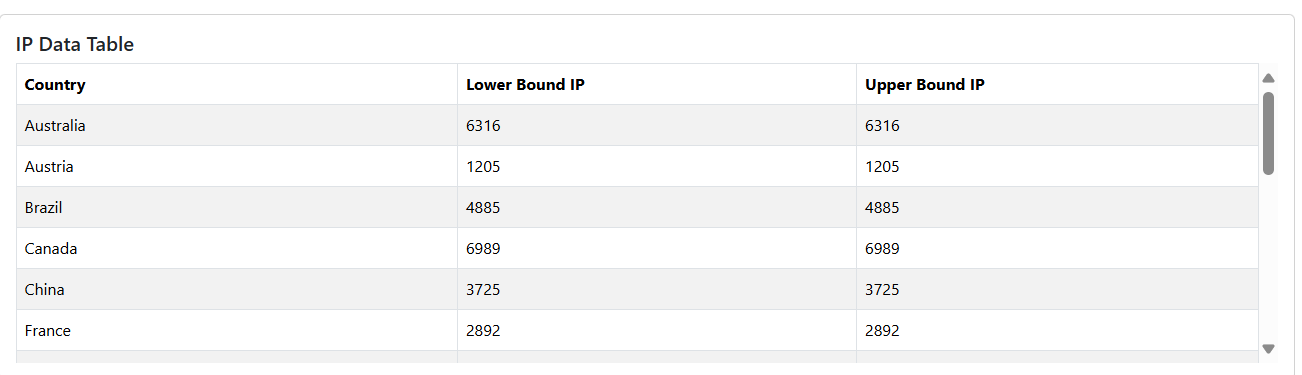 IP Data Table
Country Lower Bound IP Upper Bound IP
Australia 6316 6316
Austria 1205 1205
Brazil 4885 4885
Canada 6989 6989
China 3725 3725
France 2892 2892